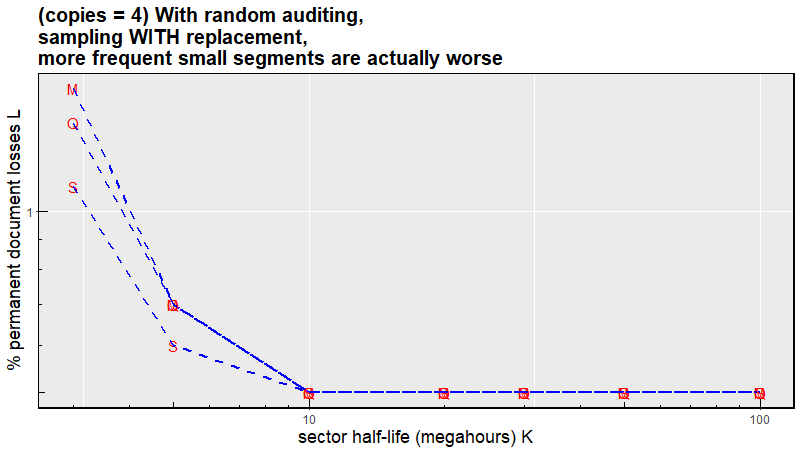 (copies = 4) With random auditing,
sampling WITH replacement,
more frequent small segments are actually worse
% permanent document losses L
1
M
Q
S
S
10
100
sector half-life (megahours) K